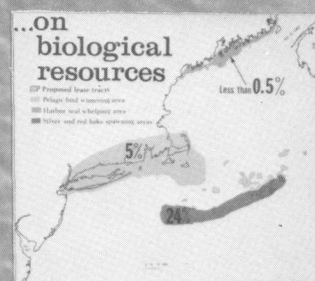 ...on
biological
resources
Proposed lease tracts
Pelagic bird wintering area
Harbor seal whelping area
Silver and red hake spawning areas
Less than 0.5%
5%
24%